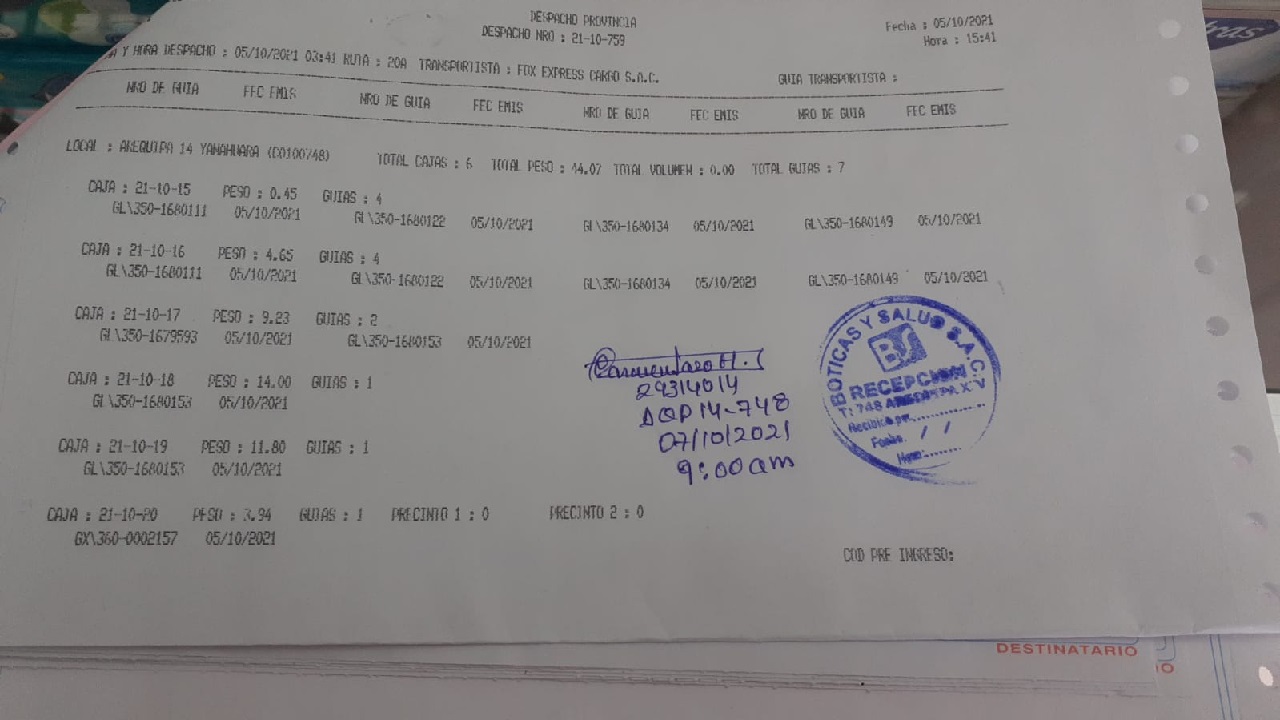 DESPACHO PROVINCIA
DESPACHO NRO : 21-10-759
Fecha : 05/10/2021
Hora : 15:41
A Y HORA DESPACHO : 05/10/2021 03:41 RUTA : 20A TRANSPORTISTA : FOX EXPRESS CARGO S.A.C. GUIA TRANSPORTISTA :
NRO DE GUIA FEC EMIS NRO DE GUIA FEC EMIS NRO DE GUIA FEC EMIS NRO DE GUIA FEC EMIS
LOCAL : AREQUIPA 14 YANAHUARA (C0100748) TOTAL CAJAS : 6 TOTAL PESO : 44.07 TOTAL VOLUMEN : 0.00 TOTAL GUIAS : 7
CAJA : 21-10-15 PESO : 0.45 GUIAS : 4
GL\350-1680111 05/10/2021 GL\350-1680122 05/10/2021 GL\350-1680134 05/10/2021 GL\350-1680149 05/10/2021
CAJA : 21-10-16 PESO : 4.65 GUIAS : 4
GL\350-1680111 05/10/2021 GL\350-1680122 05/10/2021 GL\350-1680134 05/10/2021 GL\350-1680149 05/10/2021
CAJA : 21-10-17 PESO : 9.23 GUIAS : 2
GL\350-1679593 05/10/2021 GL\350-1680153 05/10/2021
CAJA : 21-10-18 PESO : 14.00 GUIAS : 1
GL\350-1680153 05/10/2021
CAJA : 21-10-19 PESO : 11.80 GUIAS : 1
GL\350-1680153 05/10/2021
CAJA : 21-10-20 PESO : 3.94 GUIAS : 1 PRECINTO 1 : 0 PRECINTO 2 : 0
GX\360-0002157 05/10/2021
COD PRE INGRESO:
29314014
AQP 14-748
07/10/2021
9:00 am
BOTICAS Y SALUD S.A.C.
BS
RECEPCION
T: 748 AREQUIPA XIV
Recibido por:
Fecha: / /
Hora:
DESTINATARIO
IO